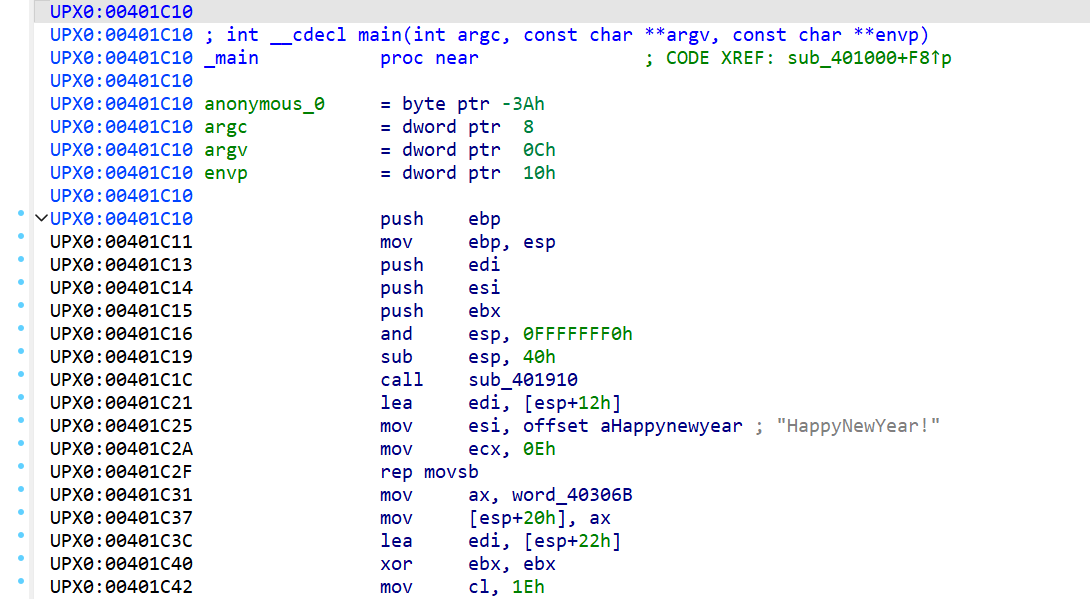 UPX0:00401C10
UPX0:00401C10 ; int __cdecl main(int argc, const char **argv, const char **envp)
UPX0:00401C10 _main proc near ; CODE XREF: sub_401000+F8↑p
UPX0:00401C10
UPX0:00401C10 anonymous_0 = byte ptr -3Ah
UPX0:00401C10 argc = dword ptr 8
UPX0:00401C10 argv = dword ptr 0Ch
UPX0:00401C10 envp = dword ptr 10h
UPX0:00401C10
UPX0:00401C10 push ebp
UPX0:00401C11 mov ebp, esp
UPX0:00401C13 push edi
UPX0:00401C14 push esi
UPX0:00401C15 push ebx
UPX0:00401C16 and esp, 0FFFFFFF0h
UPX0:00401C19 sub esp, 40h
UPX0:00401C1C call sub_401910
UPX0:00401C21 lea edi, [esp+12h]
UPX0:00401C25 mov esi, offset aHappynewyear ; "HappyNewYear!"
UPX0:00401C2A mov ecx, 0Eh
UPX0:00401C2F rep movsb
UPX0:00401C31 mov ax, word_40306B
UPX0:00401C37 mov [esp+20h], ax
UPX0:00401C3C lea edi, [esp+22h]
UPX0:00401C40 xor ebx, ebx
UPX0:00401C42 mov cl, 1Eh